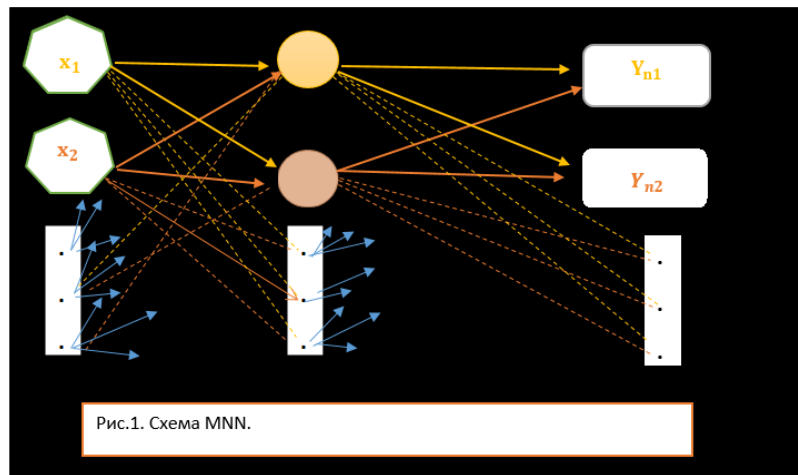 x₁
Yₙ₁
x₂
Yₙ₂
Рис.1. Схема MNN.